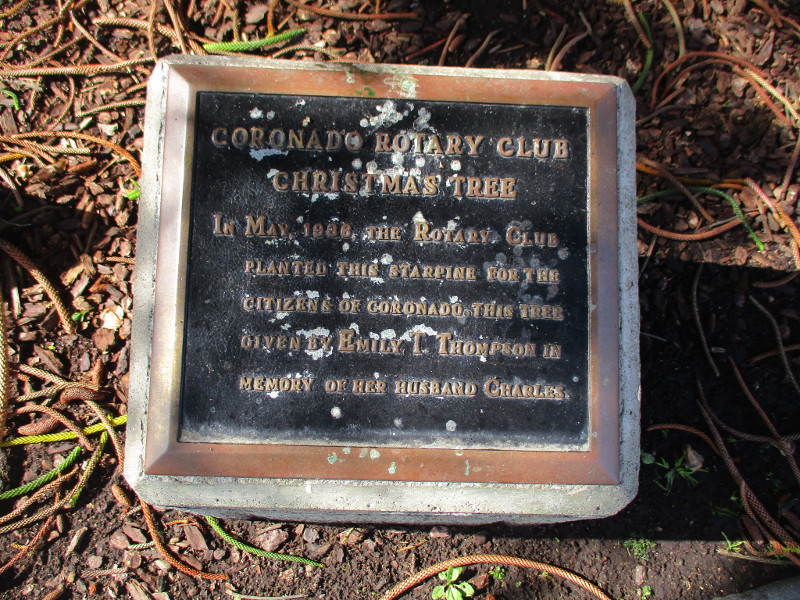 CORONADO ROTARY CLUB
CHRISTMAS TREE
IN MAY, THE ROTARY CLUB
PLANTED THIS STARPINE FOR THE
CITIZENS OF CORONADO. THIS TREE
GIVEN BY EMILY T. THOMPSON IN
MEMORY OF HER HUSBAND CHARLES